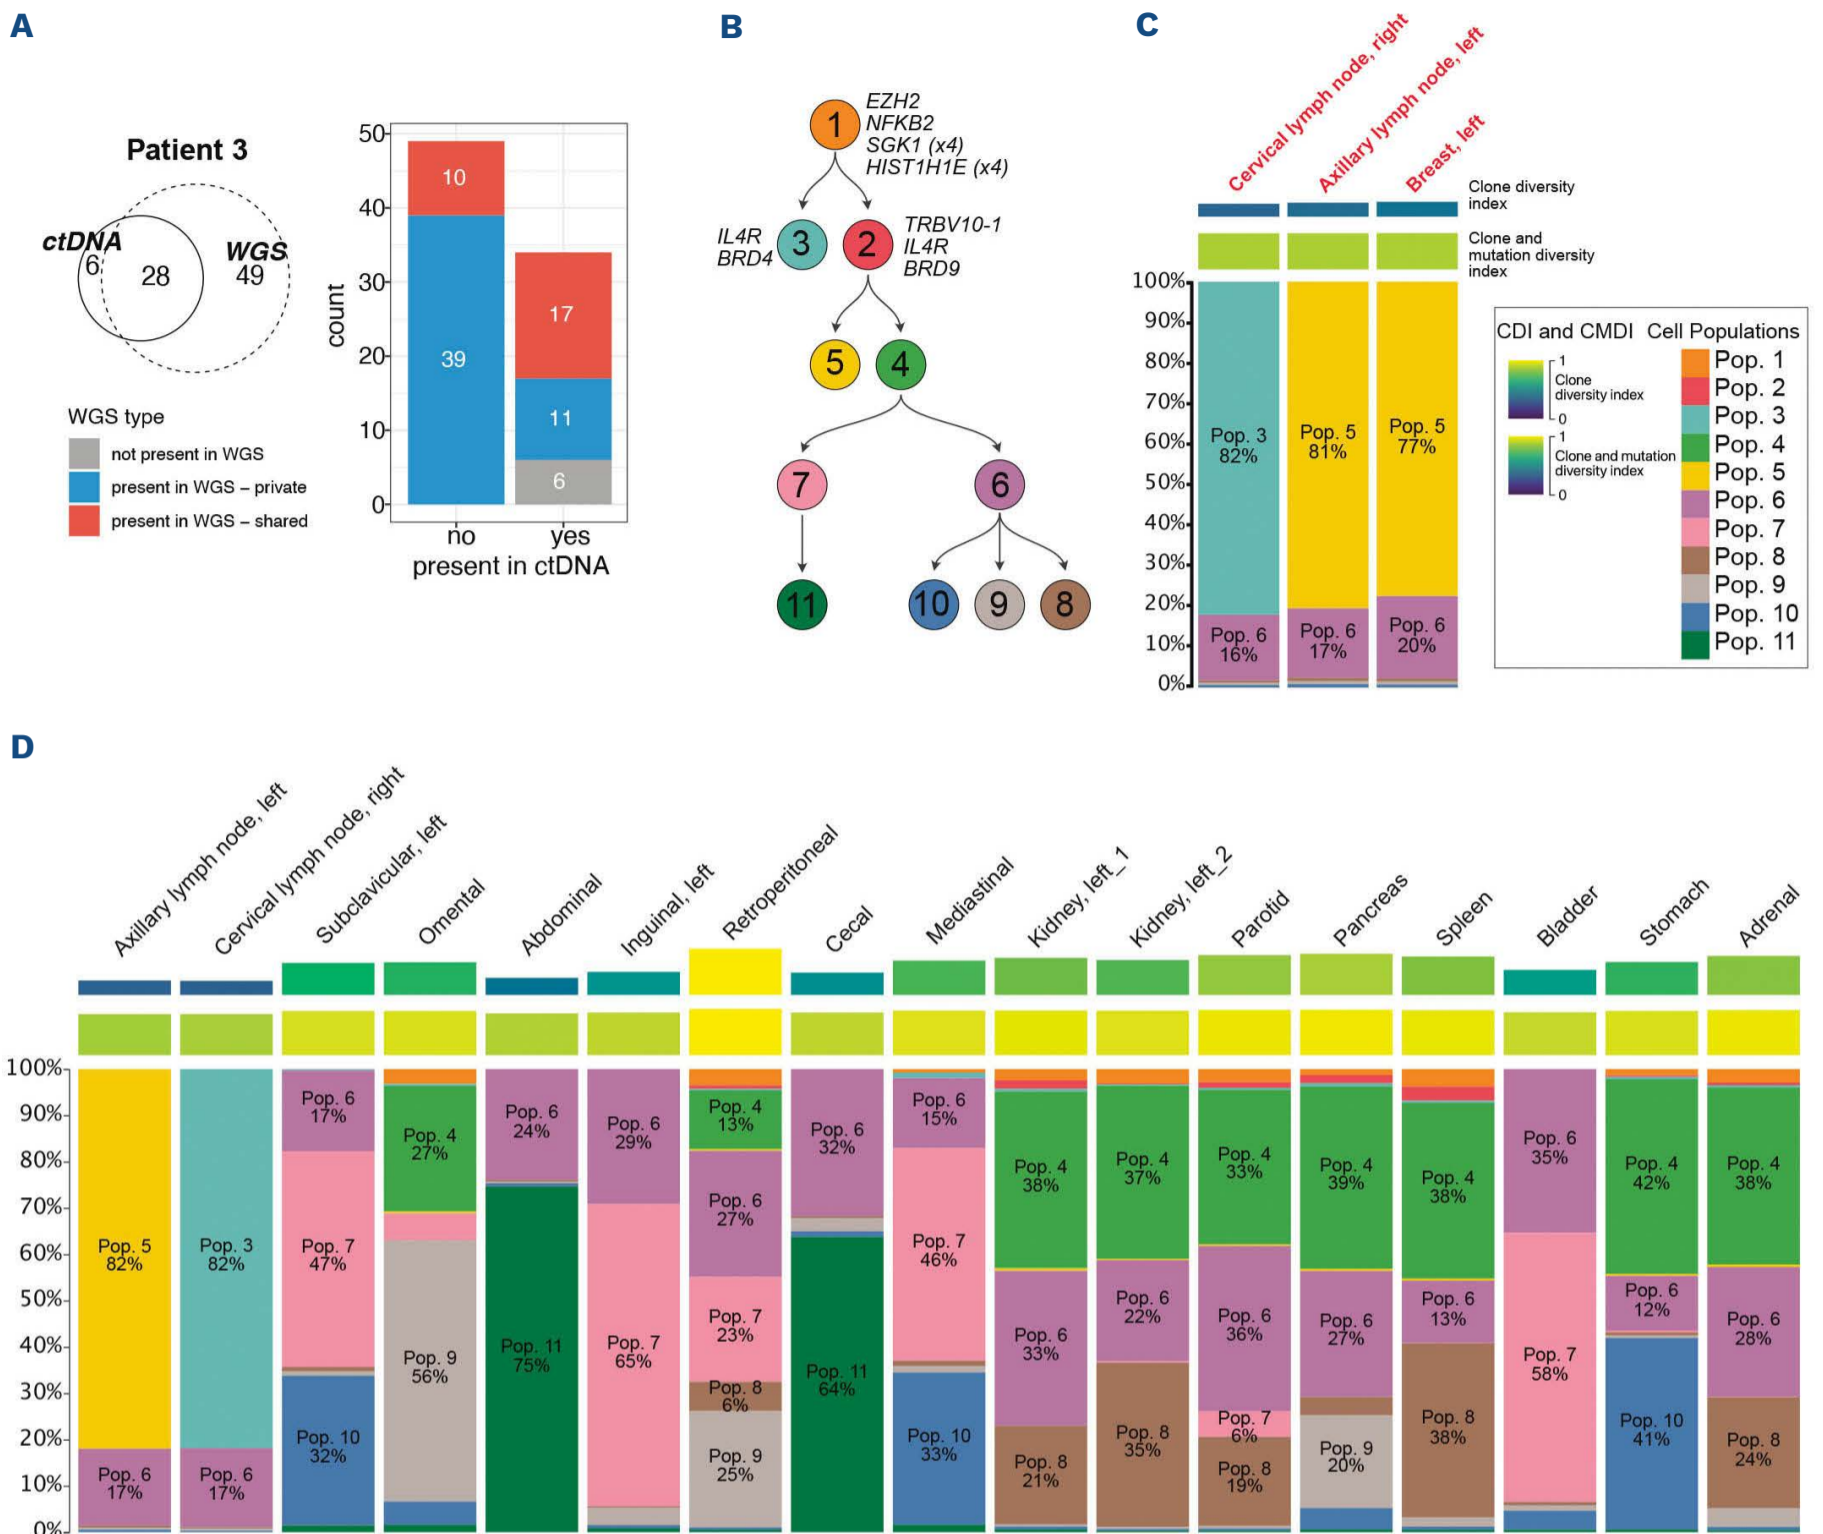 A
Patient 3
ctDNA
WGS
6
28
49
WGS type
not present in WGS
present in WGS – private
present in WGS – shared
count
50
40
30
20
10
0
10
39
17
11
6
no
yes
present in ctDNA
B
1
EZH2
NFKB2
SGK1 (x4)
HIST1H1E (x4)
IL4R
BRD4
3
2
TRBV10-1
IL4R
BRD9
5
4
7
6
11
10
9
8
C
Cervical lymph node, right
Axillary lymph node, left
Breast, left
Clone diversity
index
Clone and
mutation diversity
index
100%
90%
80%
70%
60%
50%
40%
30%
20%
10%
0%
Pop. 3
82%
Pop. 6
16%
Pop. 5
81%
Pop. 6
17%
Pop. 5
77%
Pop. 6
20%
CDI and CMDI
1
Clone
diversity index
0
1
Clone and mutation
diversity index
0
Cell Populations
Pop. 1
Pop. 2
Pop. 3
Pop. 4
Pop. 5
Pop. 6
Pop. 7
Pop. 8
Pop. 9
Pop. 10
Pop. 11
D
Axillary lymph node, left
Cervical lymph node, right
Subclavicular, left
Omental
Abdominal
Inguinal, left
Retroperitoneal
Cecal
Mediastinal
Kidney, left_1
Kidney, left_2
Parotid
Pancreas
Spleen
Bladder
Stomach
Adrenal
100%
90%
80%
70%
60%
50%
40%
30%
20%
10%
0%
Pop. 5
82%
Pop. 6
17%
Pop. 3
82%
Pop. 6
17%
Pop. 6
17%
Pop. 7
47%
Pop. 10
32%
Pop. 4
27%
Pop. 9
56%
Pop. 6
24%
Pop. 11
75%
Pop. 6
29%
Pop. 7
65%
Pop. 4
13%
Pop. 6
27%
Pop. 7
23%
Pop. 8
6%
Pop. 9
25%
Pop. 6
32%
Pop. 11
64%
Pop. 6
15%
Pop. 7
46%
Pop. 10
33%
Pop. 4
38%
Pop. 6
33%
Pop. 8
21%
Pop. 4
37%
Pop. 6
22%
Pop. 8
35%
Pop. 4
33%
Pop. 6
36%
Pop. 7
6%
Pop. 8
19%
Pop. 4
39%
Pop. 6
27%
Pop. 9
20%
Pop. 4
38%
Pop. 6
13%
Pop. 8
38%
Pop. 6
35%
Pop. 7
58%
Pop. 4
42%
Pop. 6
12%
Pop. 10
41%
Pop. 4
38%
Pop. 6
28%
Pop. 8
24%